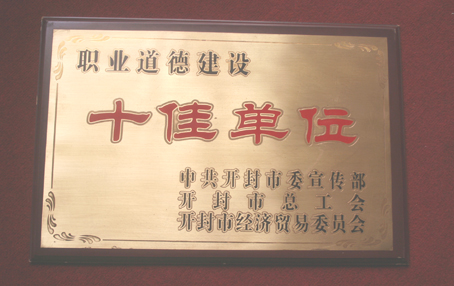 职业道德建设
十佳单位
中共开封市委宣传部
开封市总工会
开封市经济贸易委员会